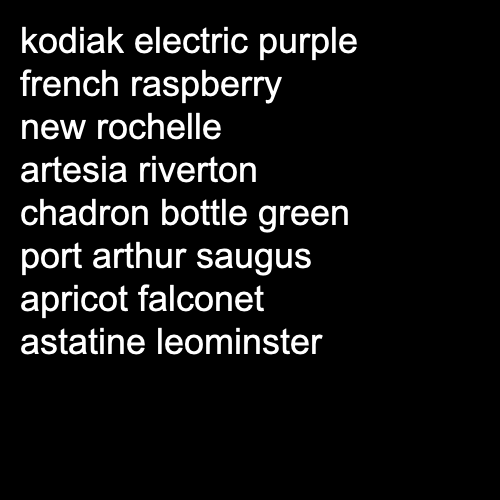 kodiak electric purple
french raspberry
new rochelle
artesia riverton
chadron bottle green
port arthur saugus
apricot falconet
astatine leominster